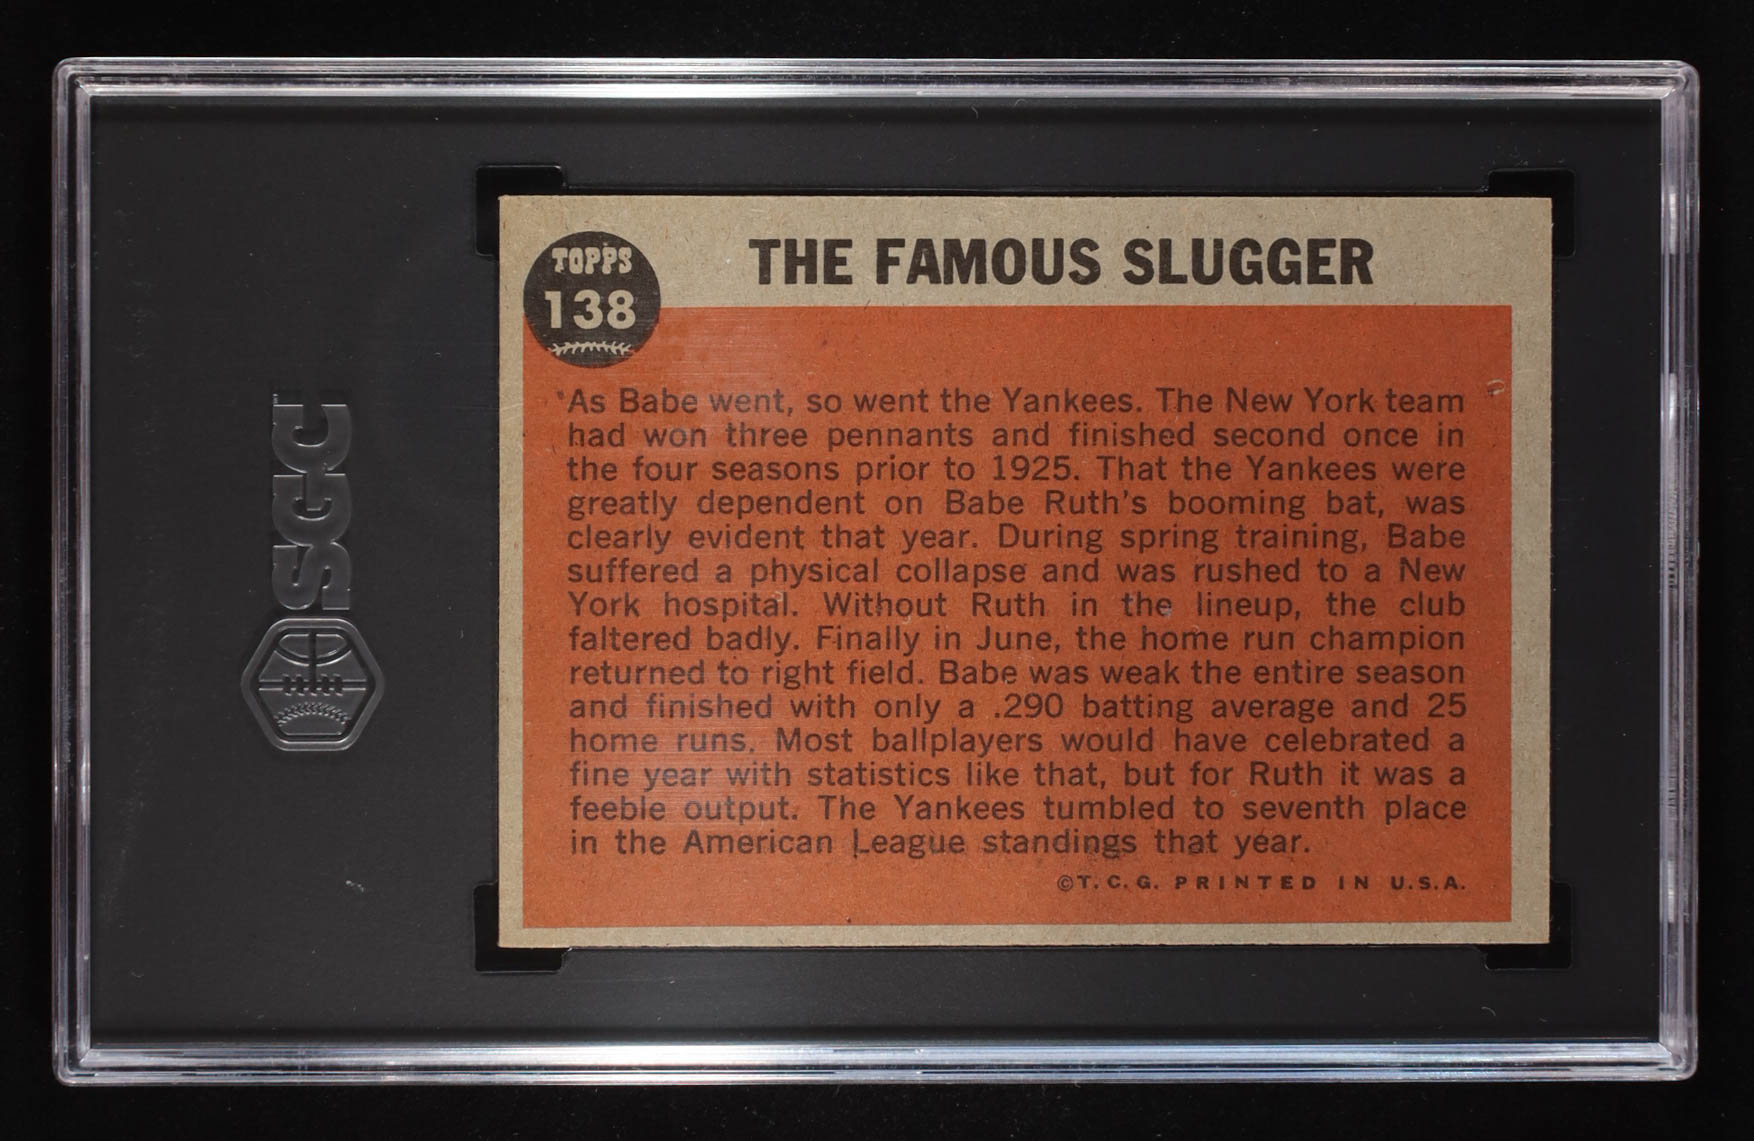 SGC
TOPPS
138
THE FAMOUS SLUGGER
As Babe went, so went the Yankees. The New York team
had won three pennants and finished second once in
the four seasons prior to 1925. That the Yankees were
greatly dependent on Babe Ruth's booming bat, was
clearly evident that year. During spring training, Babe
suffered a physical collapse and was rushed to a New
York hospital. Without Ruth in the lineup, the club
faltered badly. Finally in June, the home run champion
returned to right field. Babe was weak the entire season
and finished with only a .290 batting average and 25
home runs. Most ballplayers would have celebrated a
fine year with statistics like that, but for Ruth it was a
feeble output. The Yankees tumbled to seventh place
in the American League standings that year.
©T.C.G. PRINTED IN U.S.A.